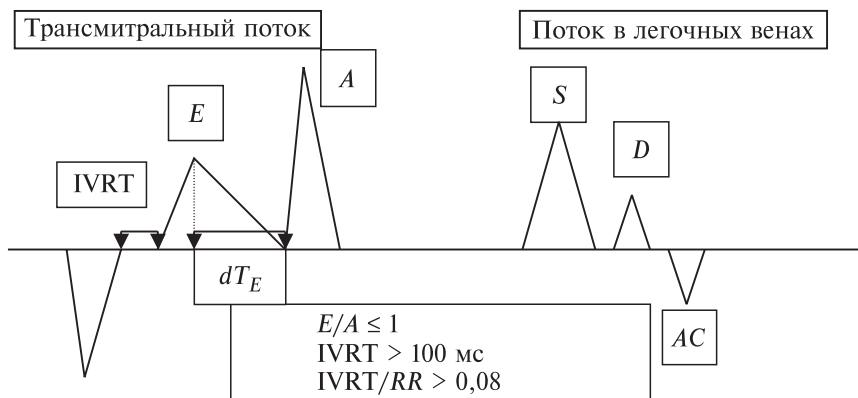 Трансмитральный поток
Поток в легочных венах
A
S
E
D
IVRT
dT_E
AC
E/A ≤ 1
IVRT > 100 мс
IVRT/RR > 0,08